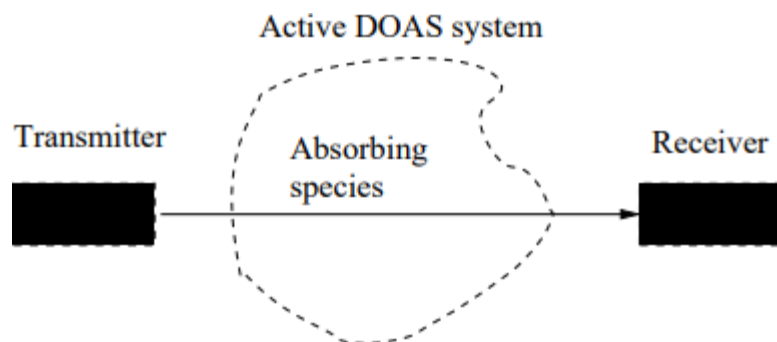 Active DOAS system
Transmitter
Absorbing
species
Receiver